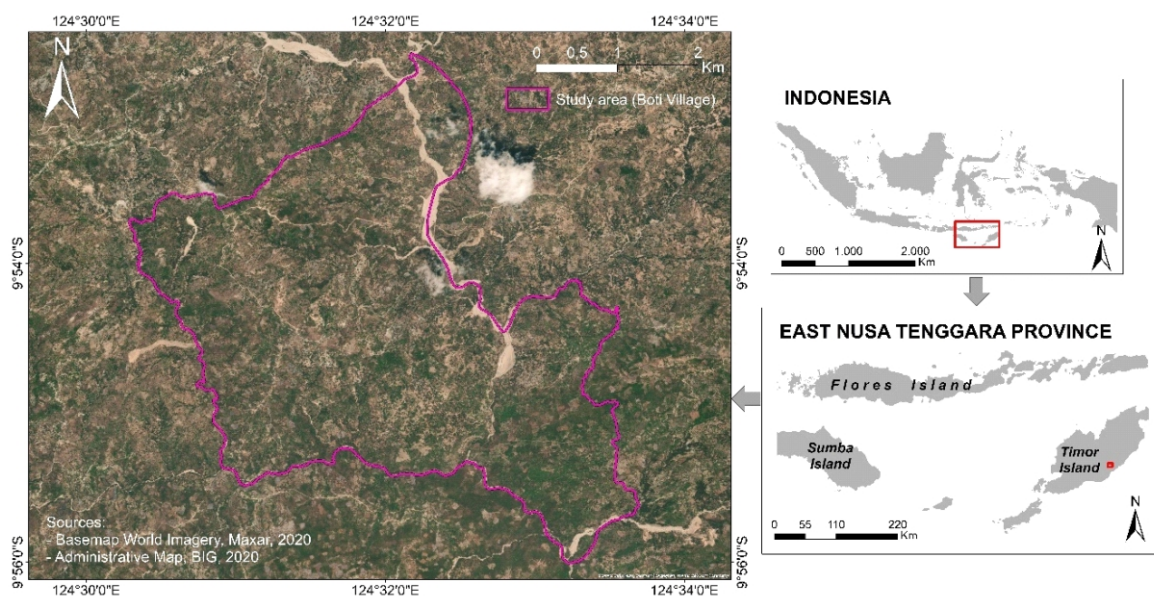 124°30'0"E 124°32'0"E 124°34'0"E
N
0 0,5 1 2
Km
Study area (Boti Village)
9°54'0"S
9°54'0"S
Sources:
- Basemap World Imagery, Maxar, 2020
- Administrative Map, BIG, 2020
9°56'0"S
9°56'0"S
124°30'0"E 124°32'0"E 124°34'0"E
INDONESIA
N
0 500 1.000 2.000
Km
EAST NUSA TENGGARA PROVINCE
Flores Island
Sumba
Island
Timor
Island
N
0 55 110 220
Km